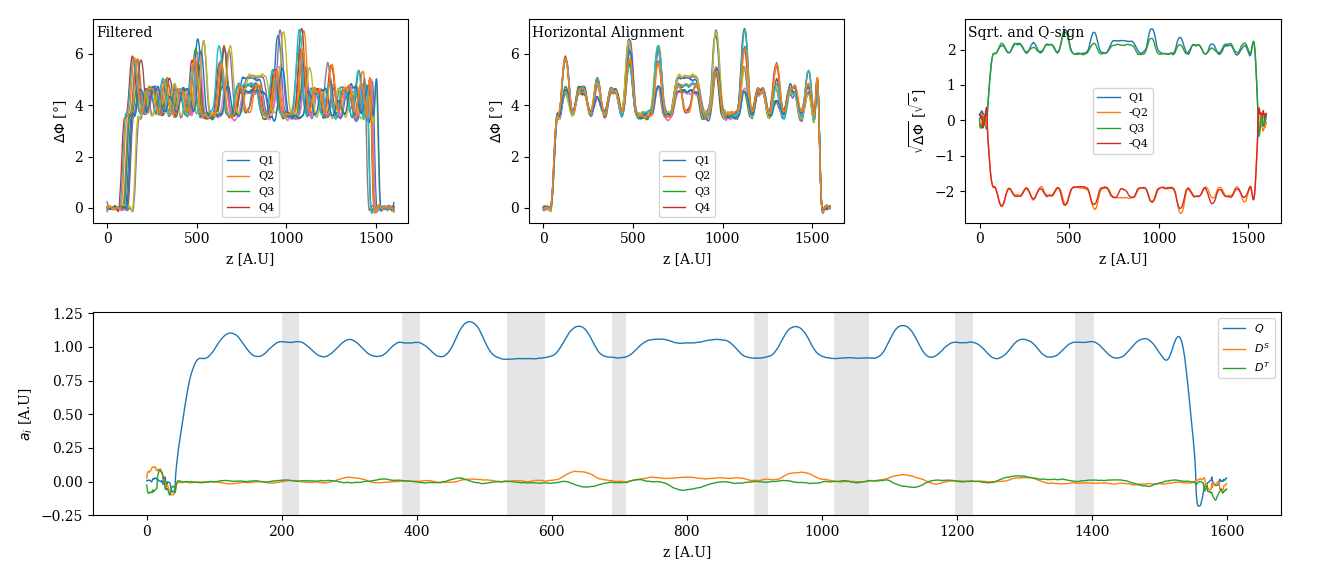 Filtered
ΔΦ [°]
6
4
2
0
Q1
Q2
Q3
Q4
0 500 1000 1500
z [A.U]
Horizontal Alignment
ΔΦ [°]
6
4
2
0
Q1
Q2
Q3
Q4
0 500 1000 1500
z [A.U]
Sqrt. and Q-sign
√ΔΦ [√°]
2
1
0
−1
−2
Q1
-Q2
Q3
-Q4
0 500 1000 1500
z [A.U]
a_i [A.U]
1.25
1.00
0.75
0.50
0.25
0.00
−0.25
Q
D^S
D^T
0 200 400 600 800 1000 1200 1400 1600
z [A.U]